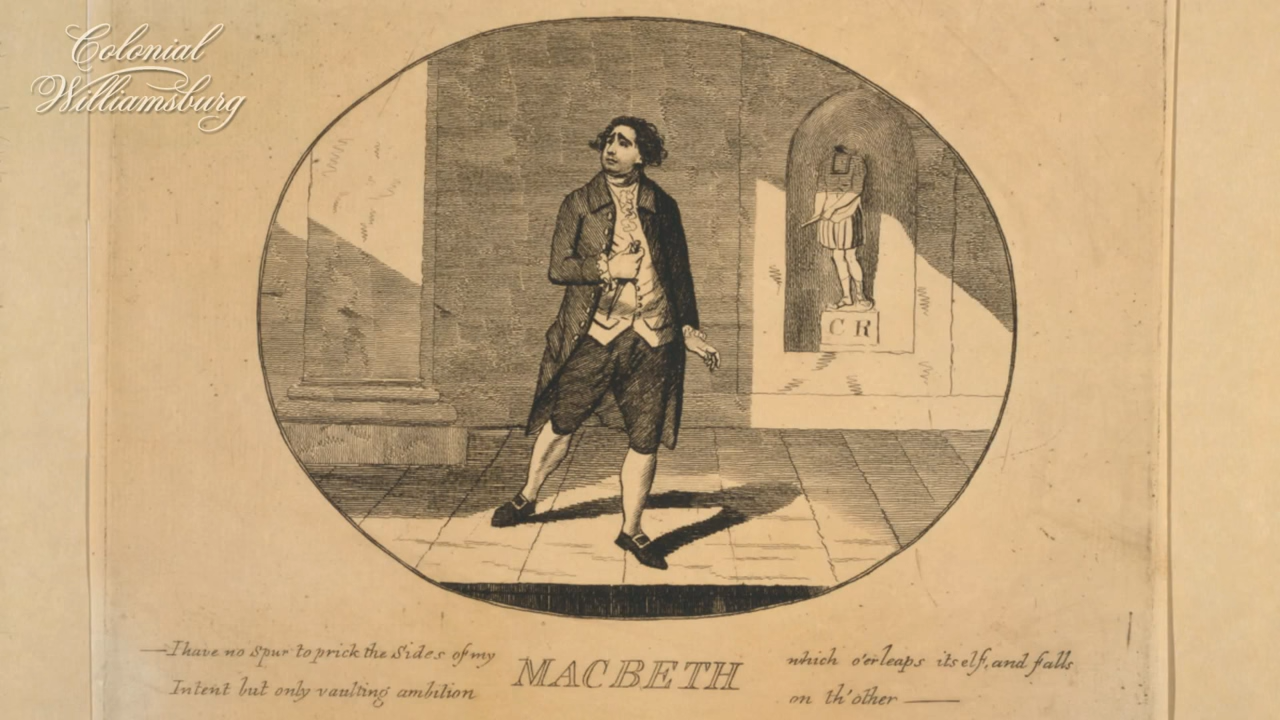 Colonial
Williamsburg
C R
—I have no Spur to prick the Sides of my
Intent but only vaulting ambition
MACBETH
which o'erleaps itself, and falls
on th' other —